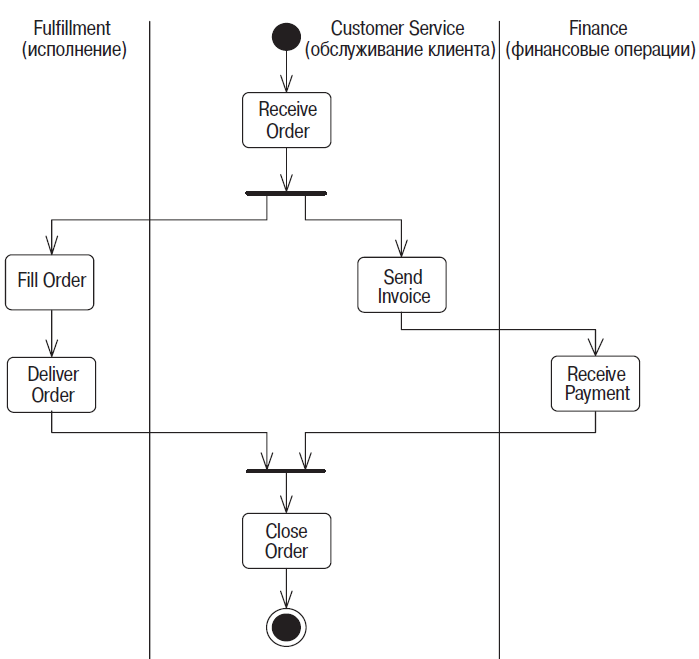 Fulfillment
(исполнение)
Customer Service
(обслуживание клиента)
Finance
(финансовые операции)
Receive
Order
Fill Order
Send
Invoice
Deliver
Order
Receive
Payment
Close
Order